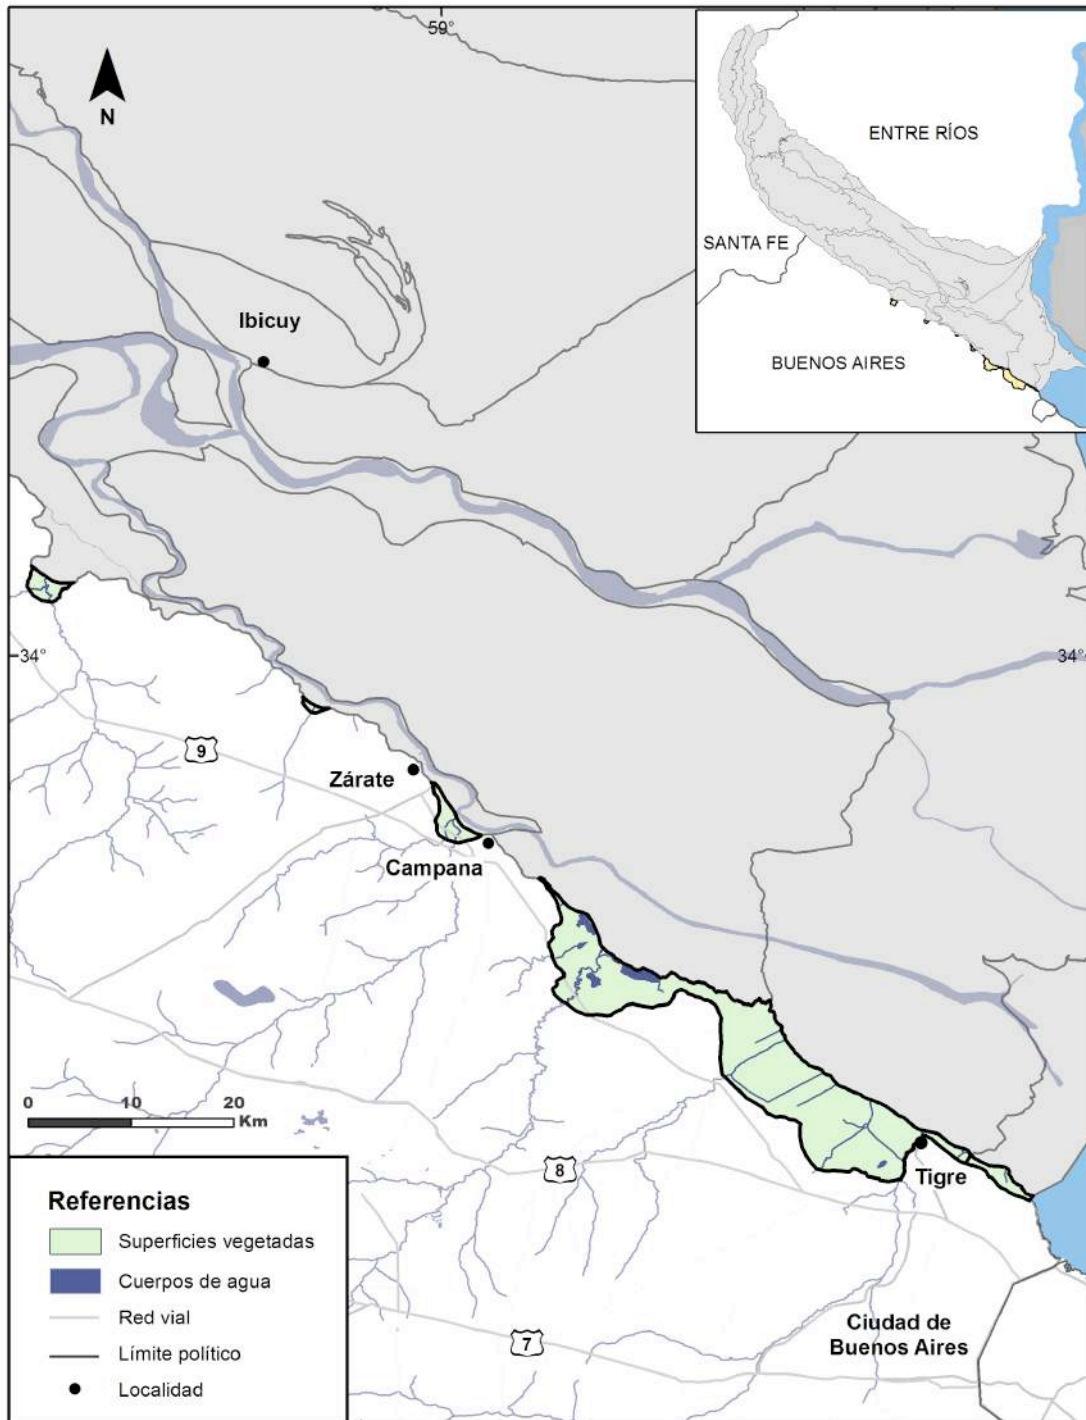 59°
N
ENTRE RÍOS
SANTA FE
BUENOS AIRES
Ibicuy
34°
34°
9
Zárate
Campana
0 10 20
Km
8
Tigre
Referencias
Superficies vegetadas
Cuerpos de agua
Red vial
Límite político
Localidad
7
Ciudad de
Buenos Aires